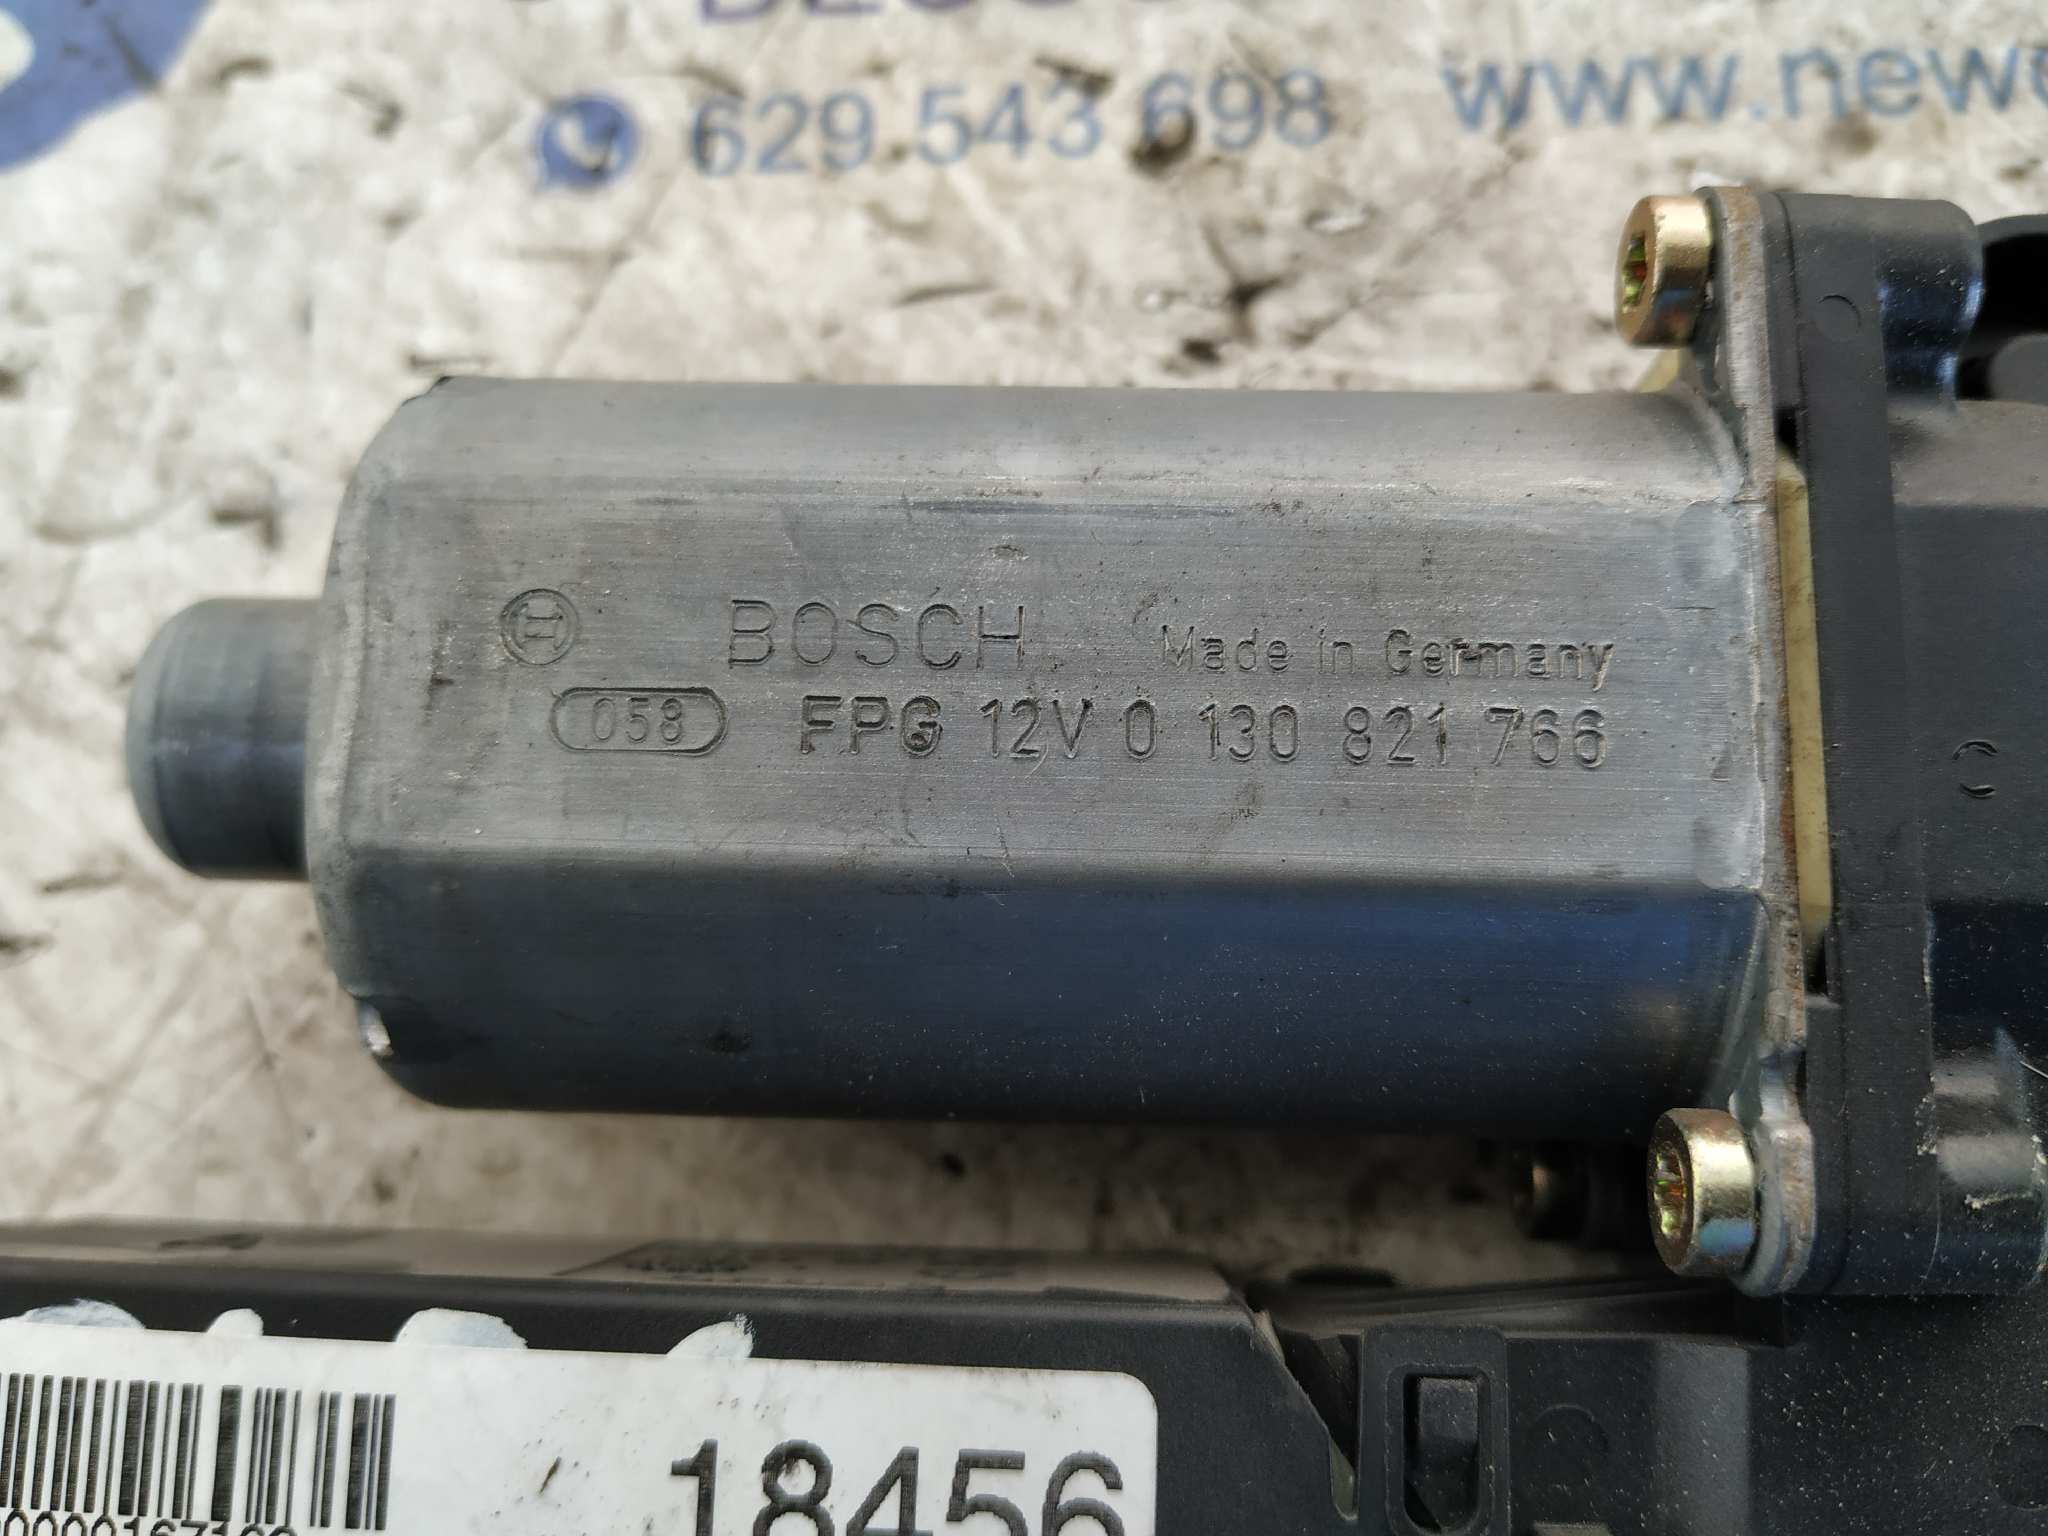 629 543 698 www.new
BOSCH Made in Germany
058 FPG 12V 0 130 821 766
18456